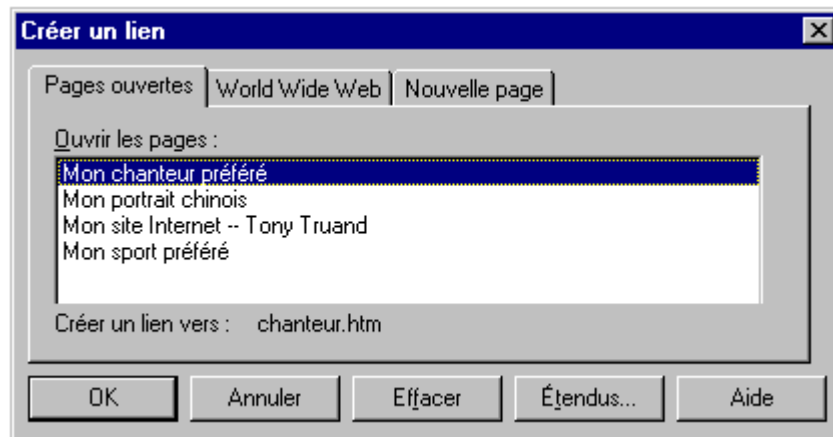 Créer un lien
Pages ouvertes World Wide Web Nouvelle page
Ouvrir les pages :
Mon chanteur préféré
Mon portrait chinois
Mon site Internet -- Tony Truand
Mon sport préféré
Créer un lien vers : chanteur.htm
OK Annuler Effacer Étendus... Aide